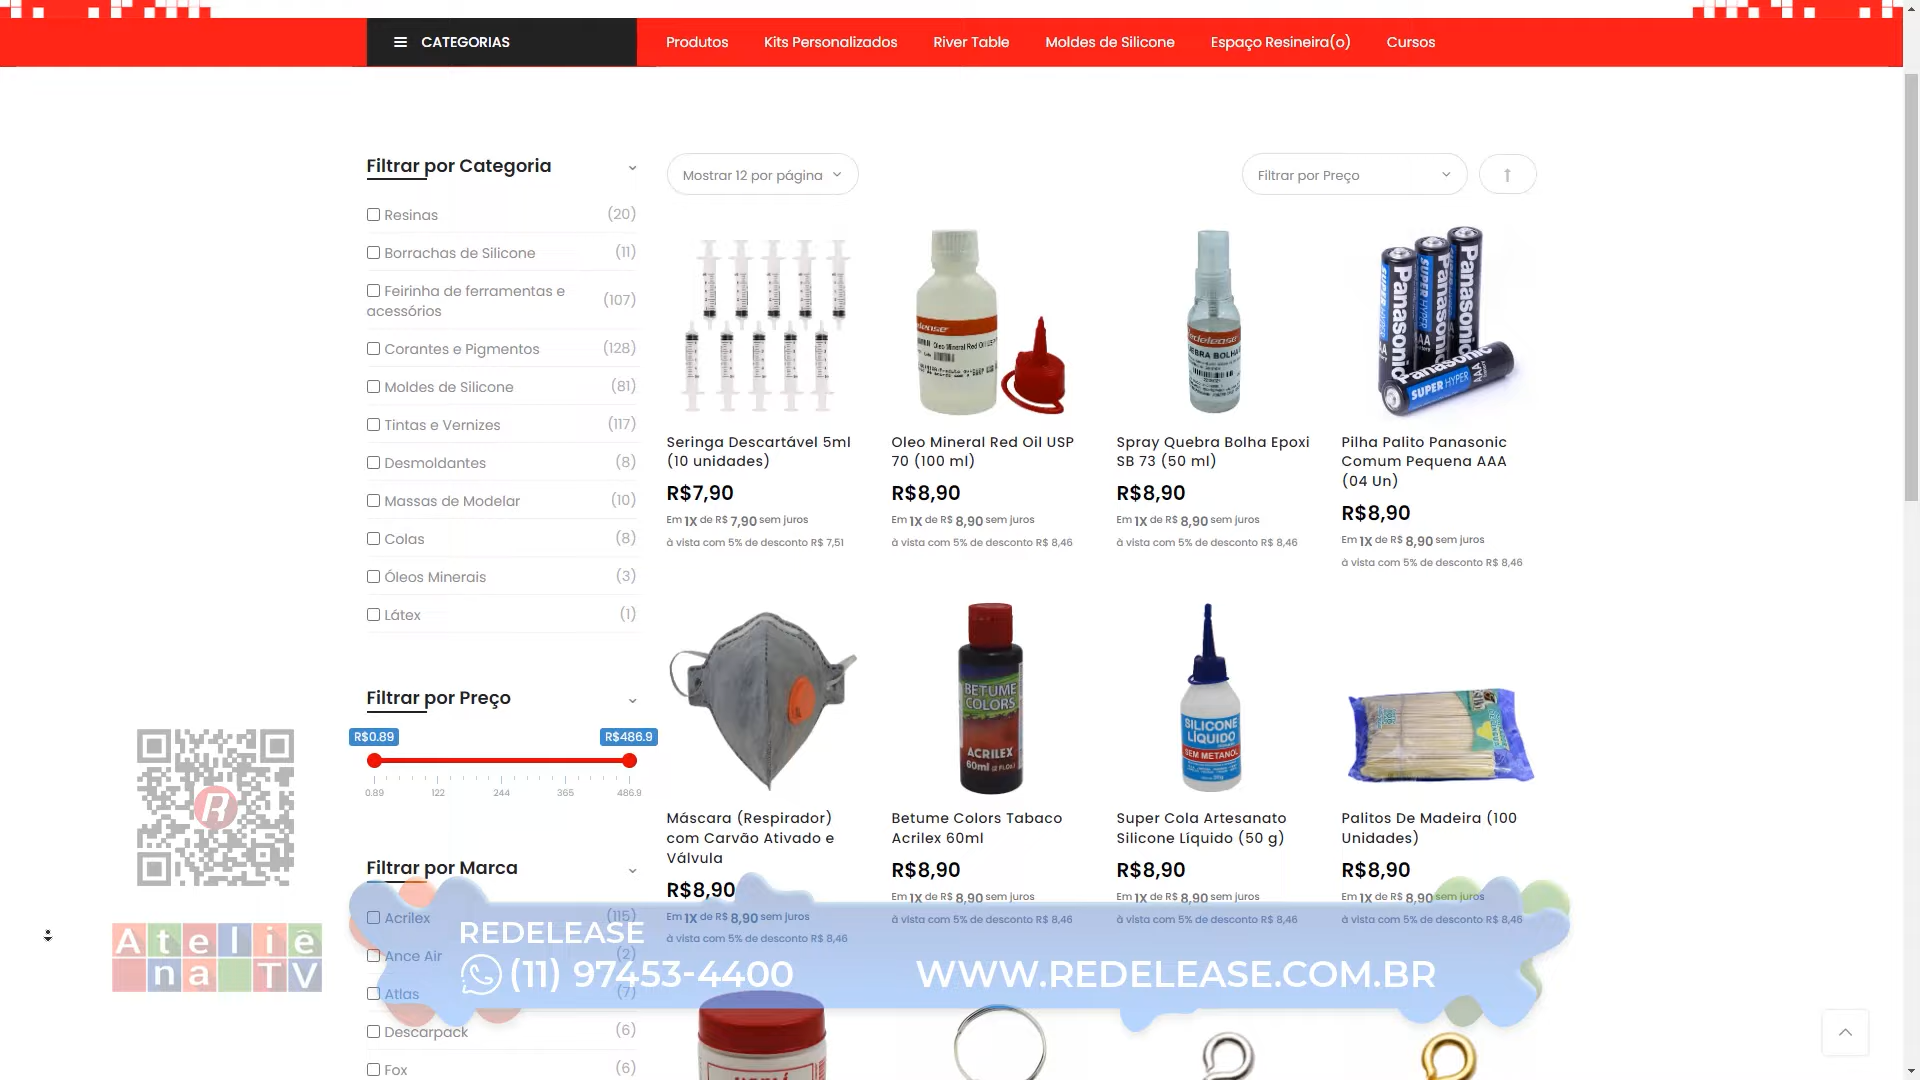 CATEGORIAS
Produtos
Kits Personalizados
River Table
Moldes de Silicone
Espaço Resineira(o)
Cursos
Filtrar por Categoria
Resinas (20)
Borrachas de Silicone (11)
Feirinha de ferramentas e
acessórios (107)
Corantes e Pigmentos (128)
Moldes de Silicone (81)
Tintas e Vernizes (117)
Desmoldantes (8)
Massas de Modelar (10)
Colas (8)
Óleos Minerais (3)
Látex (1)
Filtrar por Preço
R$0.89 R$486.9
0.89 122 244 365 486.9
Filtrar por Marca
Acrilex (115)
Ance Air (2)
Atlas (7)
Descarpack (6)
Fox (6)
Mostrar 12 por página
Filtrar por Preço
Seringa Descartável 5ml
(10 unidades)
R$7,90
Em 1X de R$ 7,90 sem juros
à vista com 5% de desconto R$ 7,51
Oleo Mineral Red Oil USP
70 (100 ml)
R$8,90
Em 1X de R$ 8,90 sem juros
à vista com 5% de desconto R$ 8,46
redelease
Spray Quebra Bolha Epoxi
SB 73 (50 ml)
R$8,90
Em 1X de R$ 8,90 sem juros
à vista com 5% de desconto R$ 8,46
Panasonic
Panasonic
Panasonic
Panasonic
SUPER HYPER
AAA
Pilha Palito Panasonic
Comum Pequena AAA
(04 Un)
R$8,90
Em 1X de R$ 8,90 sem juros
à vista com 5% de desconto R$ 8,46
Máscara (Respirador)
com Carvão Ativado e
Válvula
R$8,90
Em 1X de R$ 8,90 sem juros
à vista com 5% de desconto R$ 8,46
BETUME
COLORS
ACRILEX
60ml
Betume Colors Tabaco
Acrilex 60ml
R$8,90
Em 1X de R$ 8,90 sem juros
à vista com 5% de desconto R$ 8,46
SILICONE
LÍQUIDO
SEM METANOL
Super Cola Artesanato
Silicone Líquido (50 g)
R$8,90
Em 1X de R$ 8,90 sem juros
à vista com 5% de desconto R$ 8,46
Palitos De Madeira (100
Unidades)
R$8,90
Em 1X de R$ 8,90 sem juros
à vista com 5% de desconto R$ 8,46
R
Ateliê
na TV
REDELEASE
(11) 97453-4400
WWW.REDELEASE.COM.BR